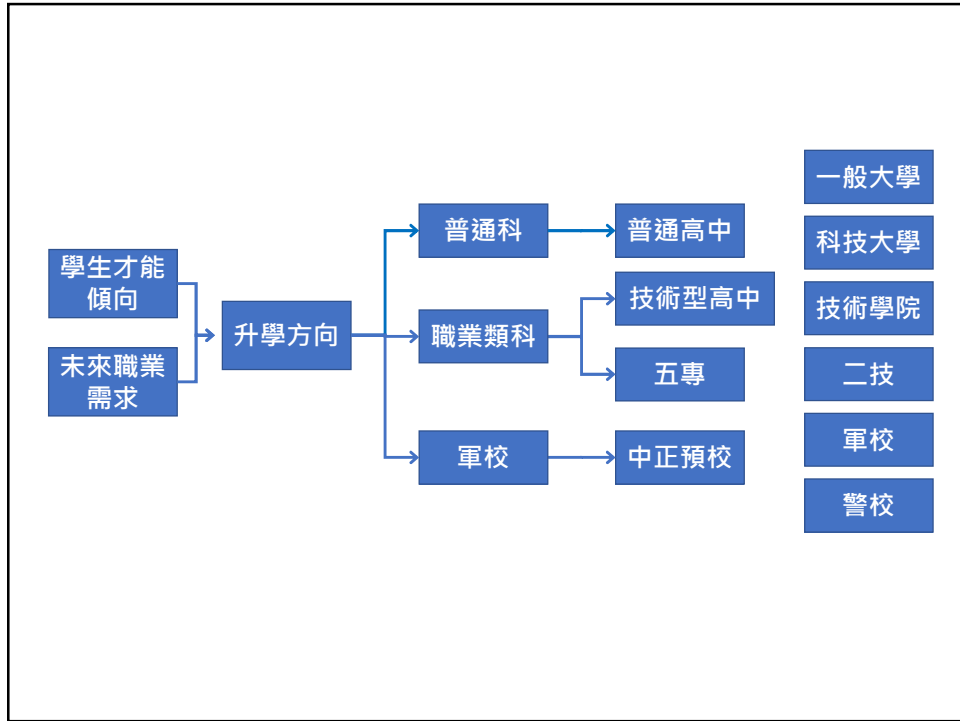 學生才能
傾向
未來職業
需求
升學方向
普通科
職業類科
軍校
普通高中
技術型高中
五專
中正預校
一般大學
科技大學
技術學院
二技
軍校
警校